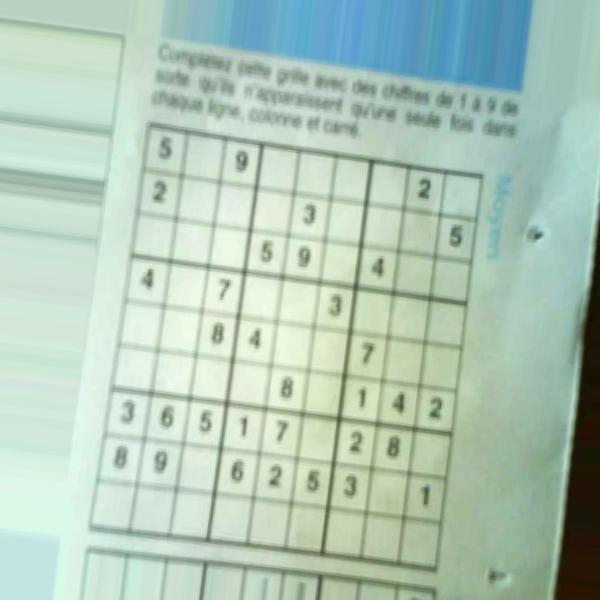 Complétez cette grille avec des chiffres de 1 à 9 de
sorte qu'ils n'apparaissent qu'une seule fois dans
chaque ligne, colonne et carré.
Moyen
5 9 2
2 3 5
5 9 4
4 7 3
8 4 7
8 1 4 2
3 6 5 1 7 2 8
8 9 6 2 5 3 1